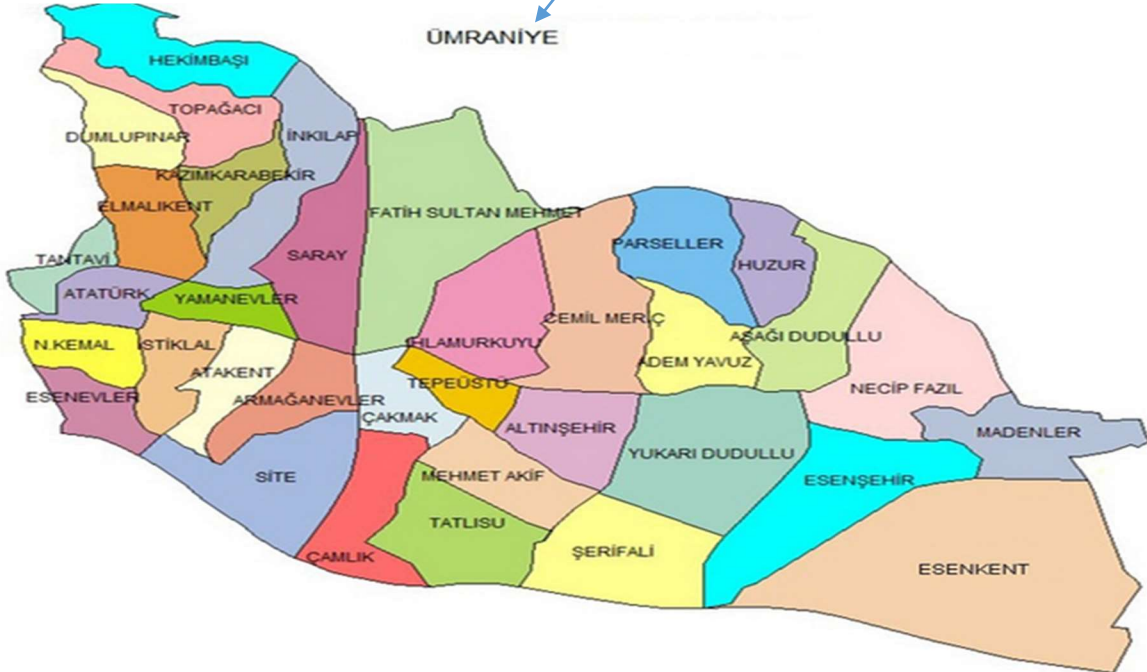 ÜMRANİYE
HEKİMBAŞI
TOPAĞACI
DUMLUPINAR
İNKILAP
KAZIMKARABEKİR
ELMALIKENT
FATİH SULTAN MEHMET
PARSELLER
TANTAVİ
SARAY
HUZUR
ATATÜRK
YAMANEVLER
CEMİL MERİÇ
N.KEMAL
İSTİKLAL
IHLAMURKUYU
AŞAĞI DUDULLU
ATAKENT
ADEM YAVUZ
TEPEÜSTÜ
NECİP FAZIL
ESENEVLER
ARMAĞANEVLER
ÇAKMAK
ALTINŞEHİR
MADENLER
YUKARI DUDULLU
SİTE
MEHMET AKİF
ESENŞEHİR
TATLISU
ŞERİFALİ
ÇAMLIK
ESENKENT